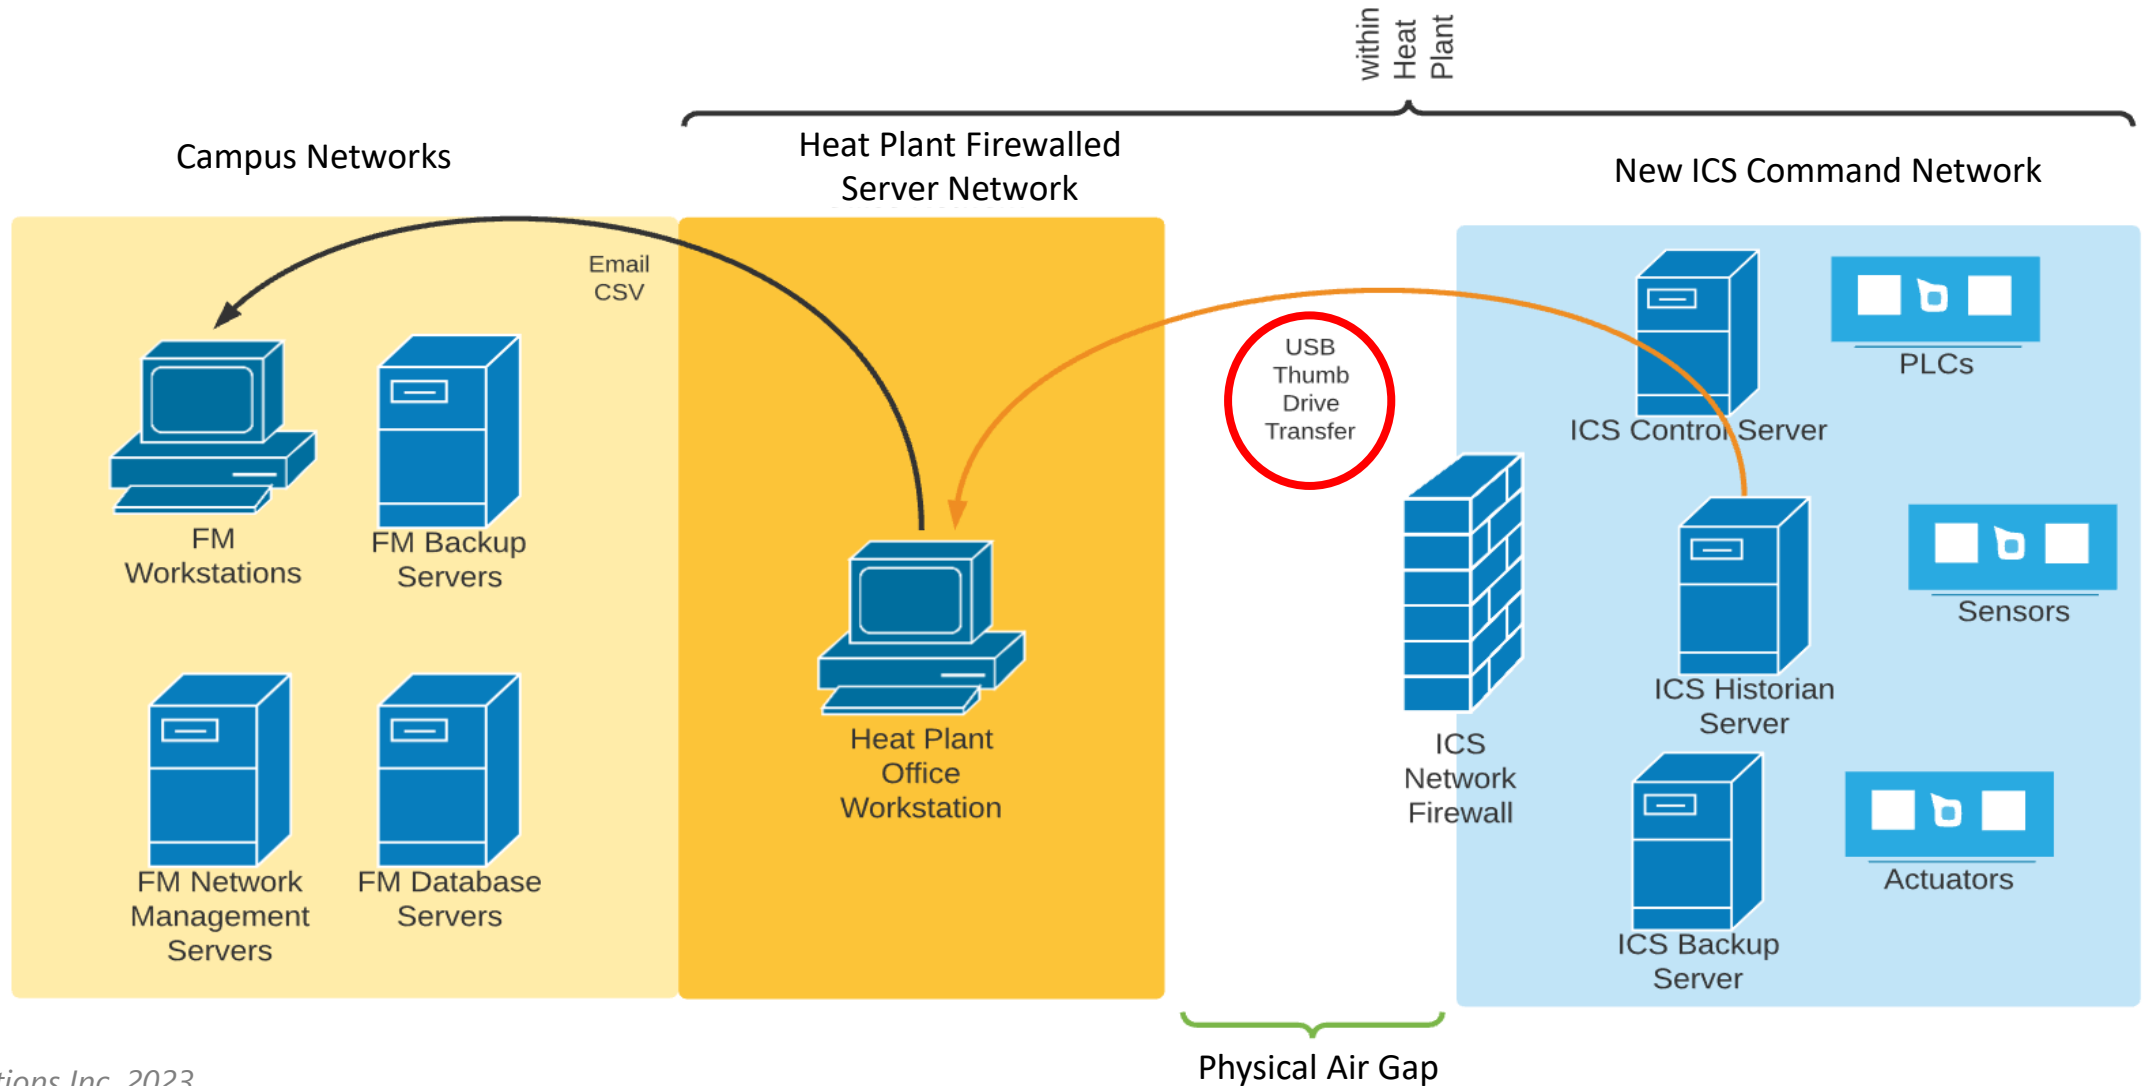 within
Heat
Plant
Campus Networks
Heat Plant Firewalled
Server Network
New ICS Command Network
Email
CSV
USB
Thumb
Drive
Transfer
PLCs
ICS Control Server
FM
Workstations
FM Backup
Servers
Sensors
ICS Historian
Server
Heat Plant
Office
Workstation
ICS
Network
Firewall
FM Network
Management
Servers
FM Database
Servers
Actuators
ICS Backup
Server
Physical Air Gap
tions Inc. 2023